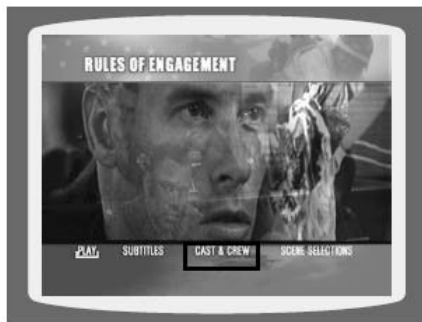 RULES OF ENGAGEMENT
PLAY SUBTITLES CAST & CREW SCENE SELECTIONS